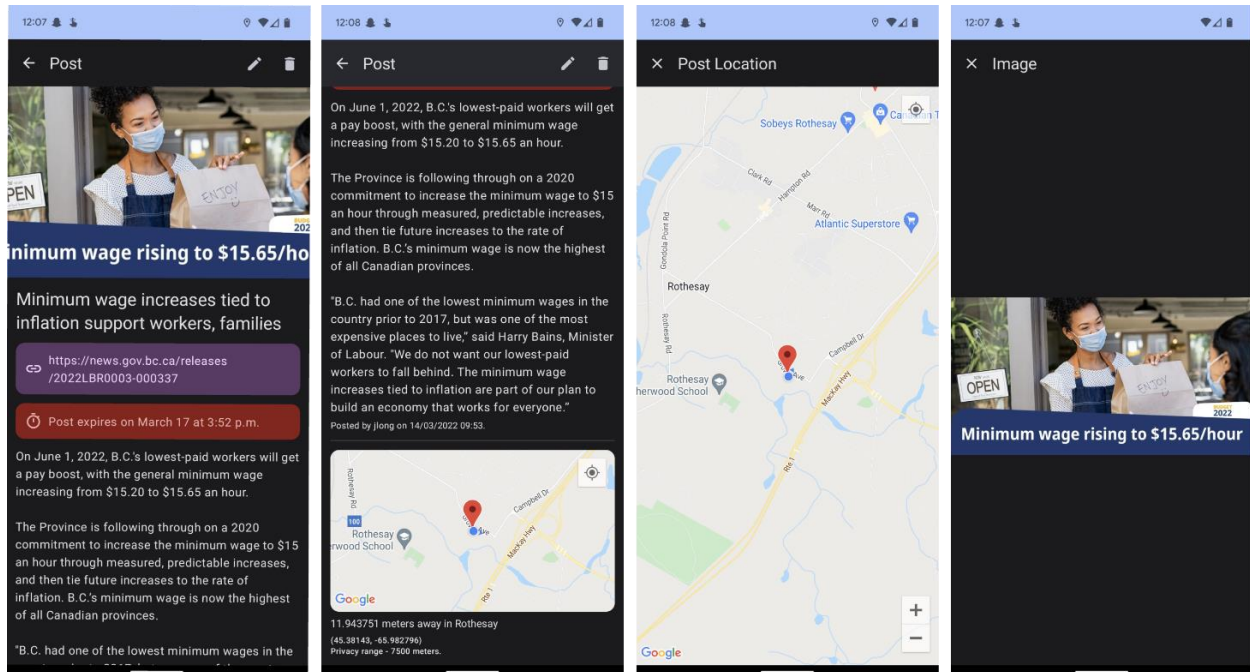 12:07
Post
OPEN
ENJOY
BUDGET
202
inimum wage rising to $15.65/ho
Minimum wage increases tied to
inflation support workers, families
https://news.gov.bc.ca/releases
/2022LBR0003-000337
Post expires on March 17 at 3:52 p.m.
On June 1, 2022, B.C.'s lowest-paid workers will get
a pay boost, with the general minimum wage
increasing from $15.20 to $15.65 an hour.
The Province is following through on a 2020
commitment to increase the minimum wage to $15
an hour through measured, predictable increases,
and then tie future increases to the rate of
inflation. B.C.'s minimum wage is now the highest
of all Canadian provinces.
"B.C. had one of the lowest minimum wages in the
12:08
Post
On June 1, 2022, B.C.'s lowest-paid workers will get
a pay boost, with the general minimum wage
increasing from $15.20 to $15.65 an hour.
The Province is following through on a 2020
commitment to increase the minimum wage to $15
an hour through measured, predictable increases,
and then tie future increases to the rate of
inflation. B.C.'s minimum wage is now the highest
of all Canadian provinces.
"B.C. had one of the lowest minimum wages in the
country prior to 2017, but was one of the most
expensive places to live," said Harry Bains, Minister
of Labour. "We do not want our lowest-paid
workers to fall behind. The minimum wage
increases tied to inflation are part of our plan to
build an economy that works for everyone."
Posted by jlong on 14/03/2022 09:53.
Rothesay Rd
100
Campbell Dr
Ave
Rothesay
erwood School
MacKay Hwy
Rte 1
Google
11.943751 meters away in Rothesay
(45.38143, -65.982796)
Privacy range - 7500 meters.
12:08
Post Location
Sobeys Rothesay
Clark Rd
Hampton Rd
Marr Rd
Atlantic Superstore
Gondola Point Rd
Rothesay
Rothesay Rd
Campbell Dr
Ave
Rothesay
herwood School
MacKay Hwy
Rte 1
+
−
Google
12:07
Image
OPEN
ENJOY
BUDGET
2022
Minimum wage rising to $15.65/hour